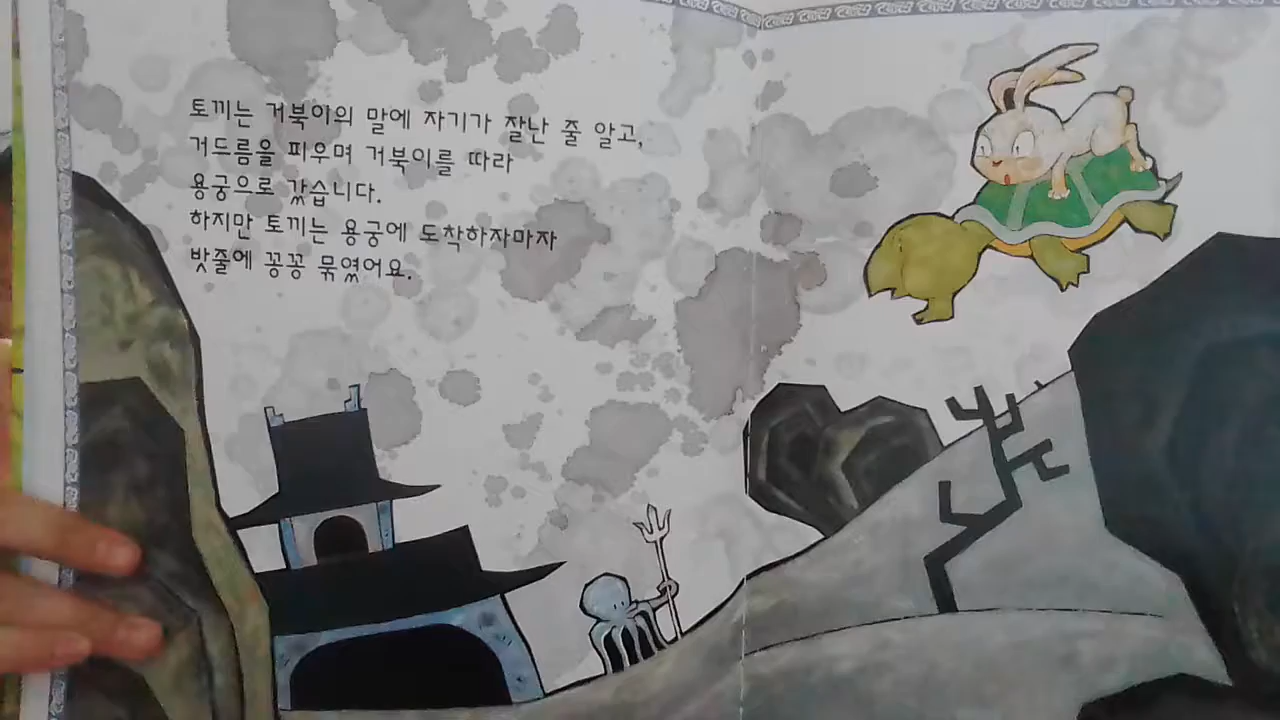 토끼는 거북이의 말에 자기가 잘난 줄 알고,
거드름을 피우며 거북이를 따라
용궁으로 갔습니다.
하지만 토끼는 용궁에 도착하자마자
밧줄에 꽁꽁 묶였어요.